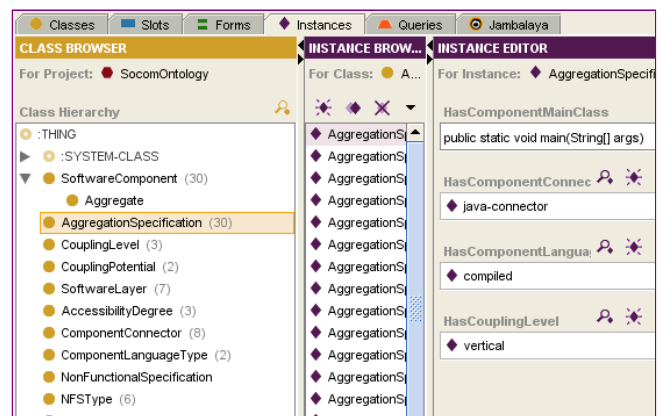 Classes Slots Forms Instances Queries Jambalaya
CLASS BROWSER
For Project: SocomOntology
Class Hierarchy
:THING
:SYSTEM-CLASS
SoftwareComponent (30)
Aggregate
AggregationSpecification (30)
CouplingLevel (3)
CouplingPotential (2)
SoftwareLayer (7)
AccessibilityDegree (3)
ComponentConnector (8)
ComponentLanguageType (2)
NonFunctionalSpecification
NFSType (6)
INSTANCE BROW...
For Class: A...
AggregationSp
AggregationSp
AggregationSp
AggregationSp
AggregationSp
AggregationSp
AggregationSp
AggregationSp
AggregationSp
AggregationSp
AggregationSp
AggregationSp
AggregationSp
INSTANCE EDITOR
For Instance: AggregationSpecifi
HasComponentMainClass
public static void main(String[] args)
HasComponentConnec
java-connector
HasComponentLangua
compiled
HasCouplingLevel
vertical